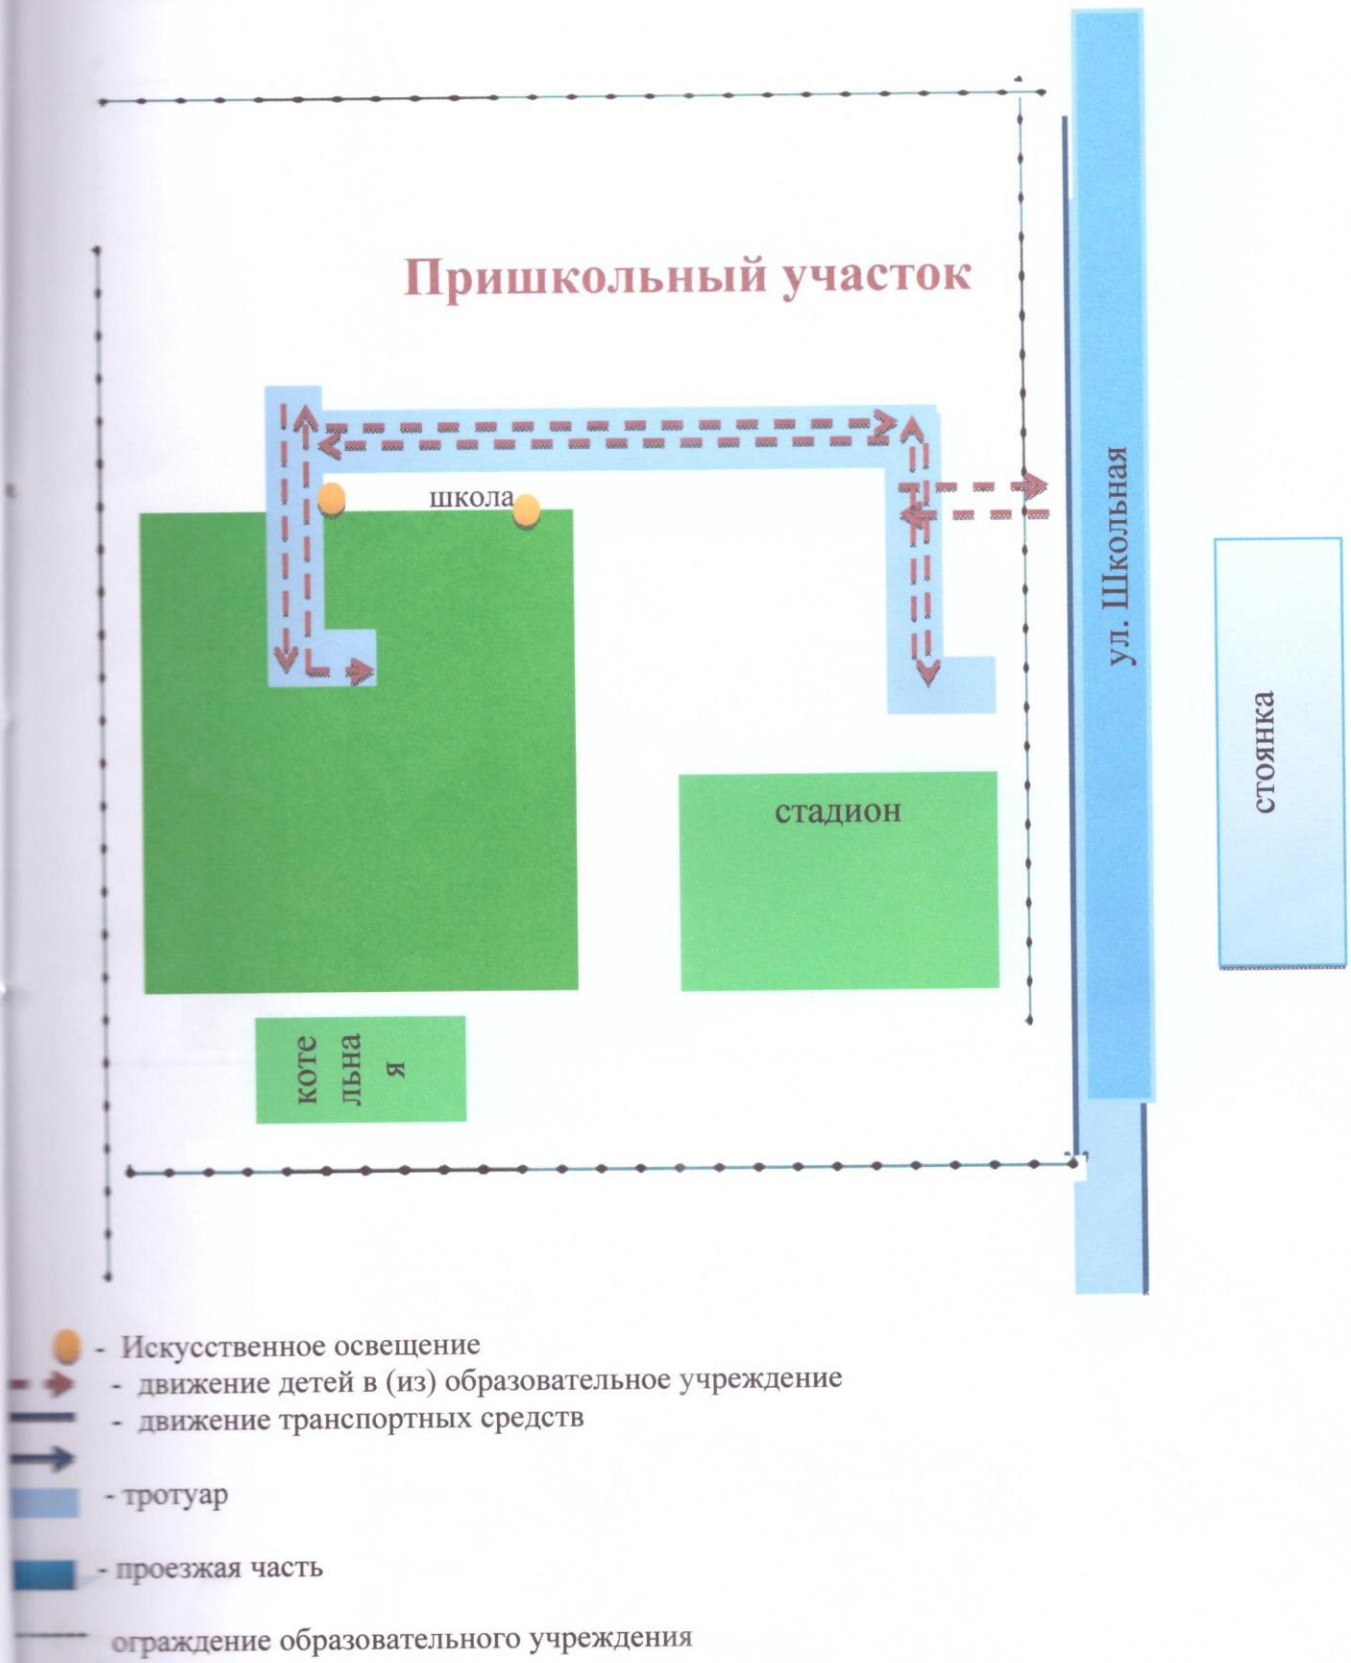 Пришкольный участок
школа
ул. Школьная
стоянка
стадион
коте
льна
я
- Искусственное освещение
- движение детей в (из) образовательное учреждение
- движение транспортных средств
- тротуар
- проезжая часть
ограждение образовательного учреждения